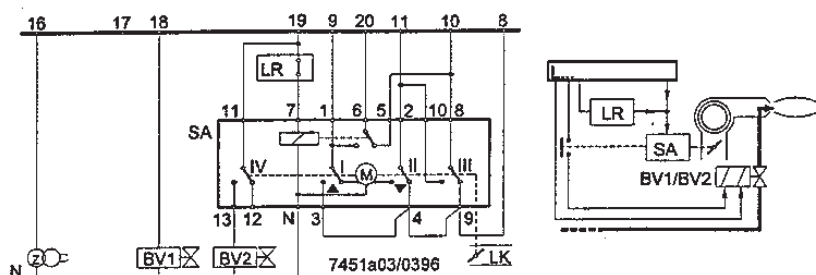 16 17 18 19 9 20 11 10 8
LR
LR
11 7 1 6 5 2 10 8
SA
SA
IV I M II III
BV1/BV2
13 12 N 3 4 9
N Z BV1 BV2 7451a03/0396 LK